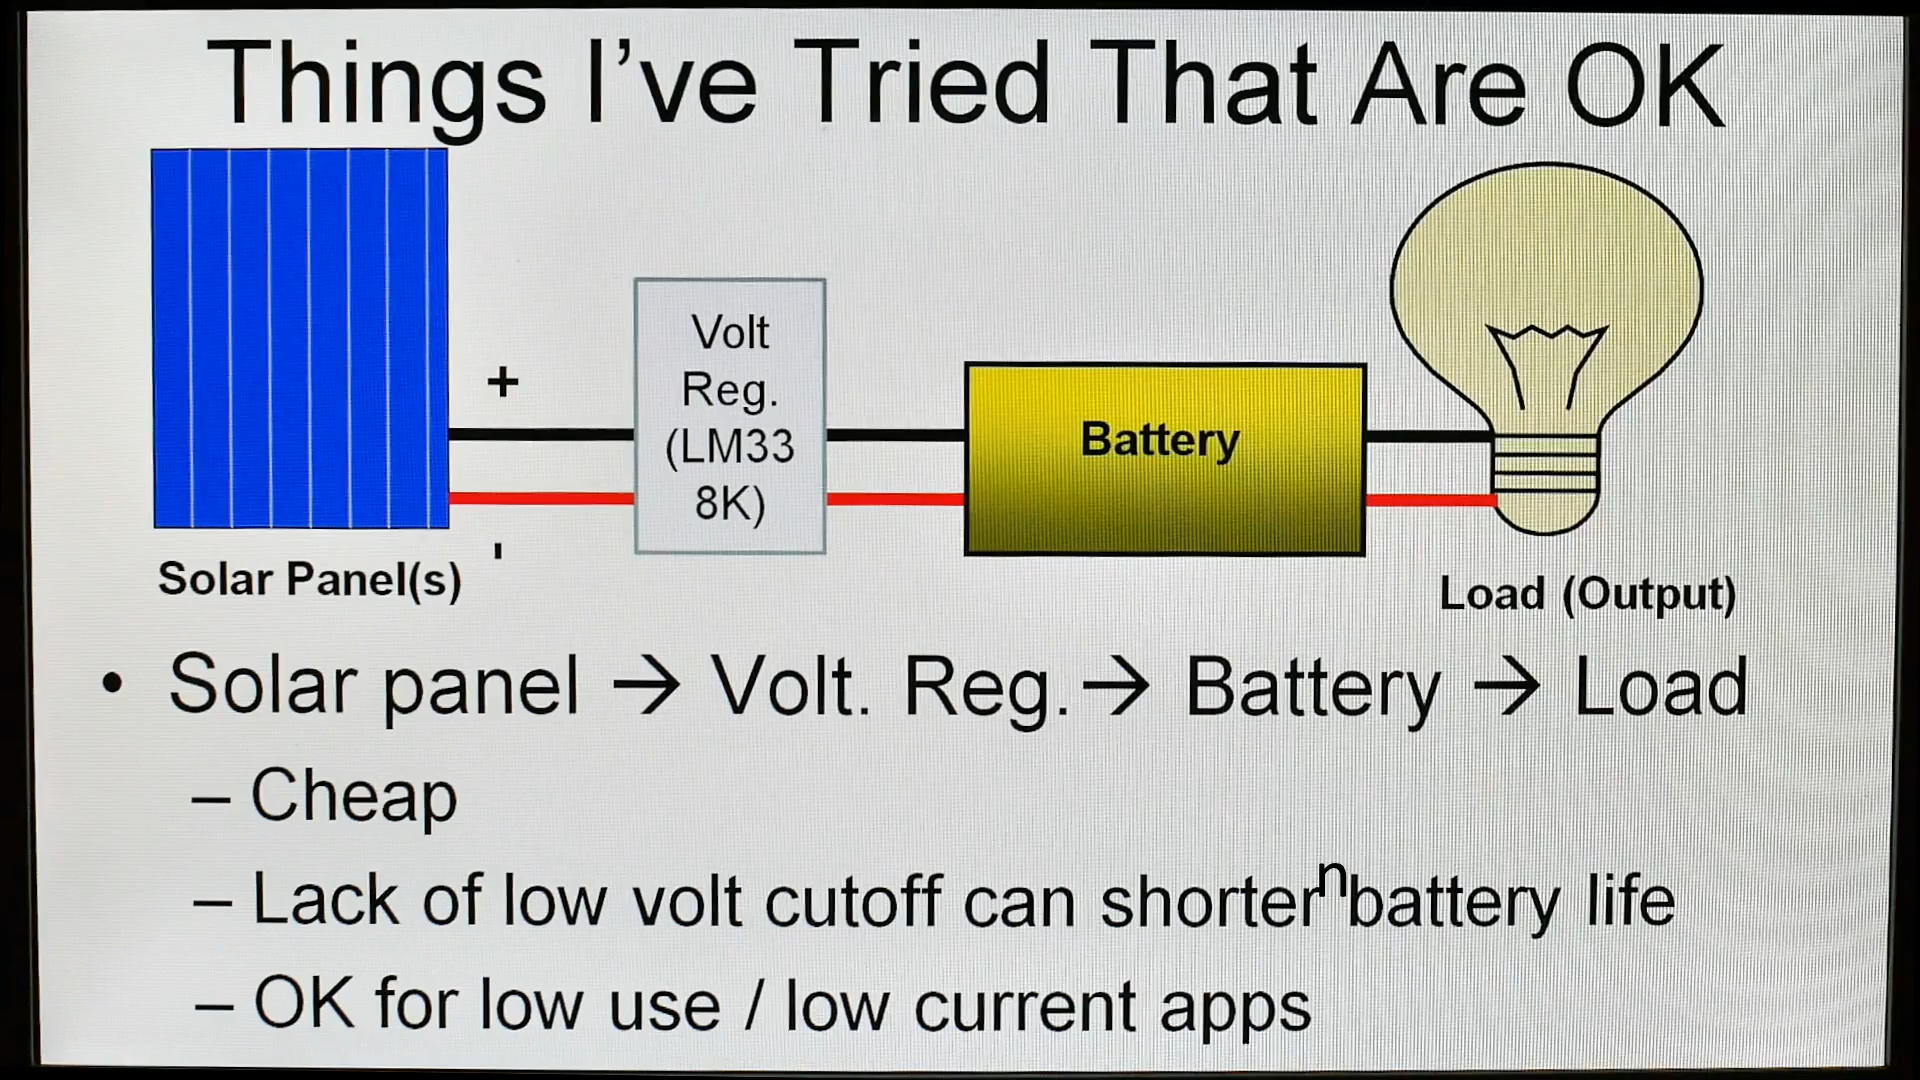 Things I've Tried That Are OK
+
Volt
Reg.
(LM33
8K)
Battery
'
Solar Panel(s)
Load (Output)
• Solar panel → Volt. Reg. → Battery → Load
– Cheap
– Lack of low volt cutoff can shorten battery life
– OK for low use / low current apps